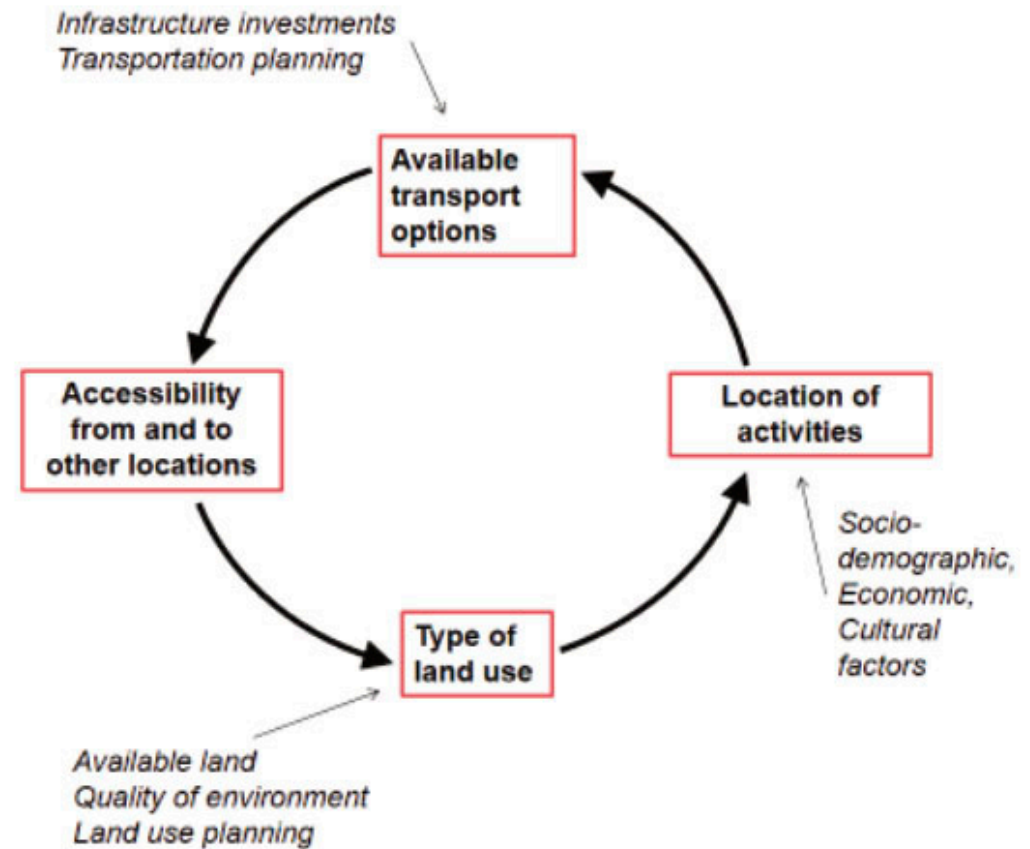 Infrastructure investments
Transportation planning
Available
transport
options
Accessibility
from and to
other locations
Location of
activities
Socio-
demographic,
Economic,
Cultural
factors
Type of
land use
Available land
Quality of environment
Land use planning